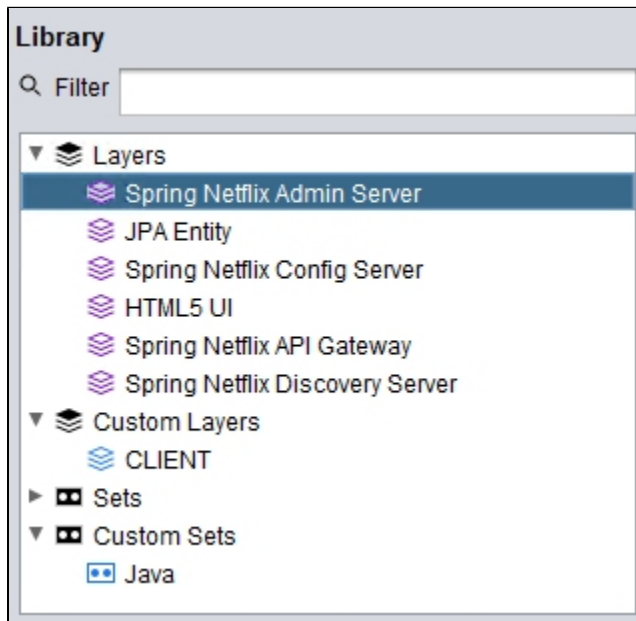 Library
Filter
Layers
Spring Netflix Admin Server
JPA Entity
Spring Netflix Config Server
HTML5 UI
Spring Netflix API Gateway
Spring Netflix Discovery Server
Custom Layers
CLIENT
Sets
Custom Sets
Java